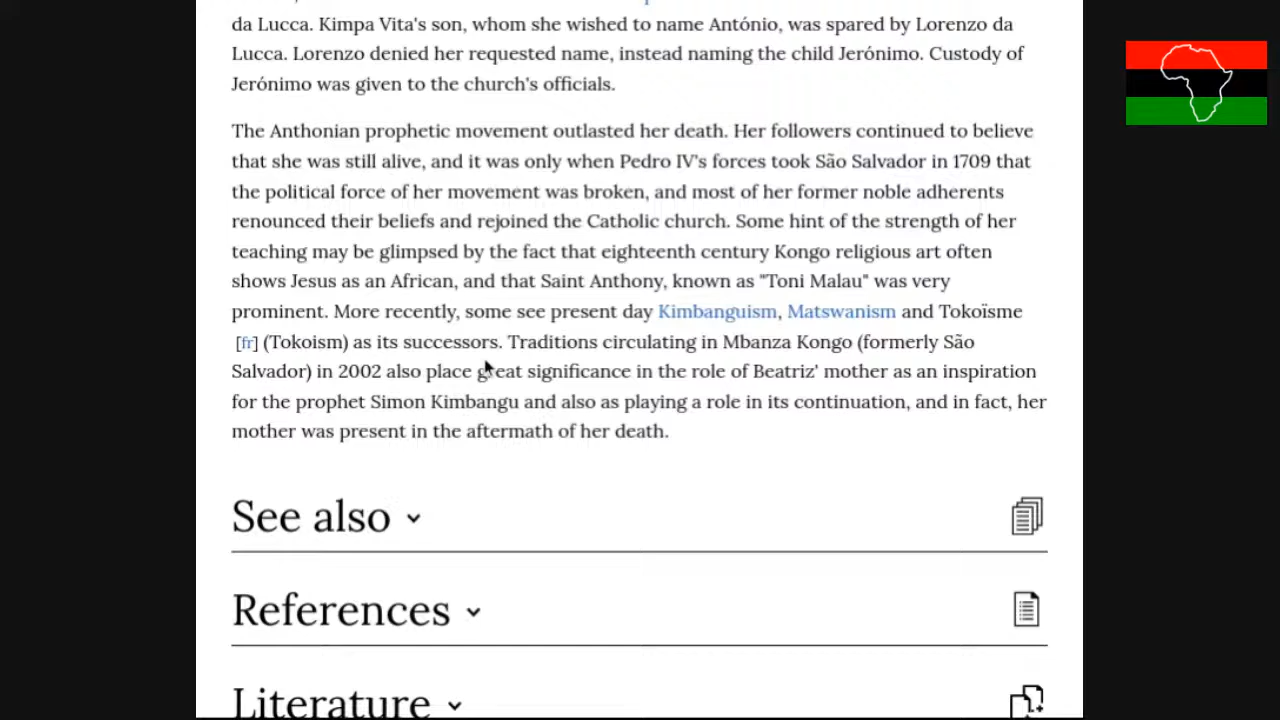 da Lucca. Kimpa Vita's son, whom she wished to name António, was spared by Lorenzo da
Lucca. Lorenzo denied her requested name, instead naming the child Jerónimo. Custody of
Jerónimo was given to the church's officials.
The Anthonian prophetic movement outlasted her death. Her followers continued to believe
that she was still alive, and it was only when Pedro IV's forces took São Salvador in 1709 that
the political force of her movement was broken, and most of her former noble adherents
renounced their beliefs and rejoined the Catholic church. Some hint of the strength of her
teaching may be glimpsed by the fact that eighteenth century Kongo religious art often
shows Jesus as an African, and that Saint Anthony, known as "Toni Malau" was very
prominent. More recently, some see present day Kimbanguism, Matswanism and Tokoïsme
[fr] (Tokoism) as its successors. Traditions circulating in Mbanza Kongo (formerly São
Salvador) in 2002 also place great significance in the role of Beatriz' mother as an inspiration
for the prophet Simon Kimbangu and also as playing a role in its continuation, and in fact, her
mother was present in the aftermath of her death.
See also
References
Literature